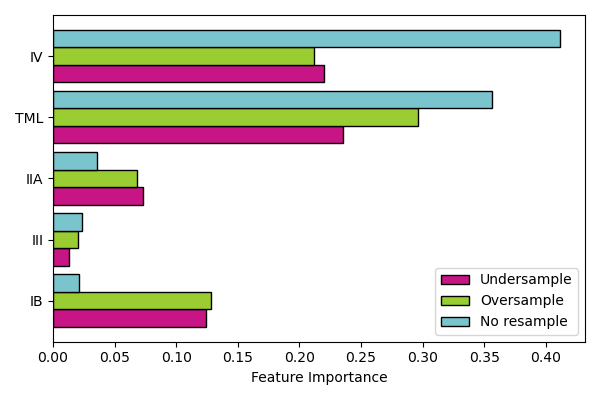 IV
TML
IIA
III
IB
Undersample
Oversample
No resample
0.00 0.05 0.10 0.15 0.20 0.25 0.30 0.35 0.40
Feature Importance